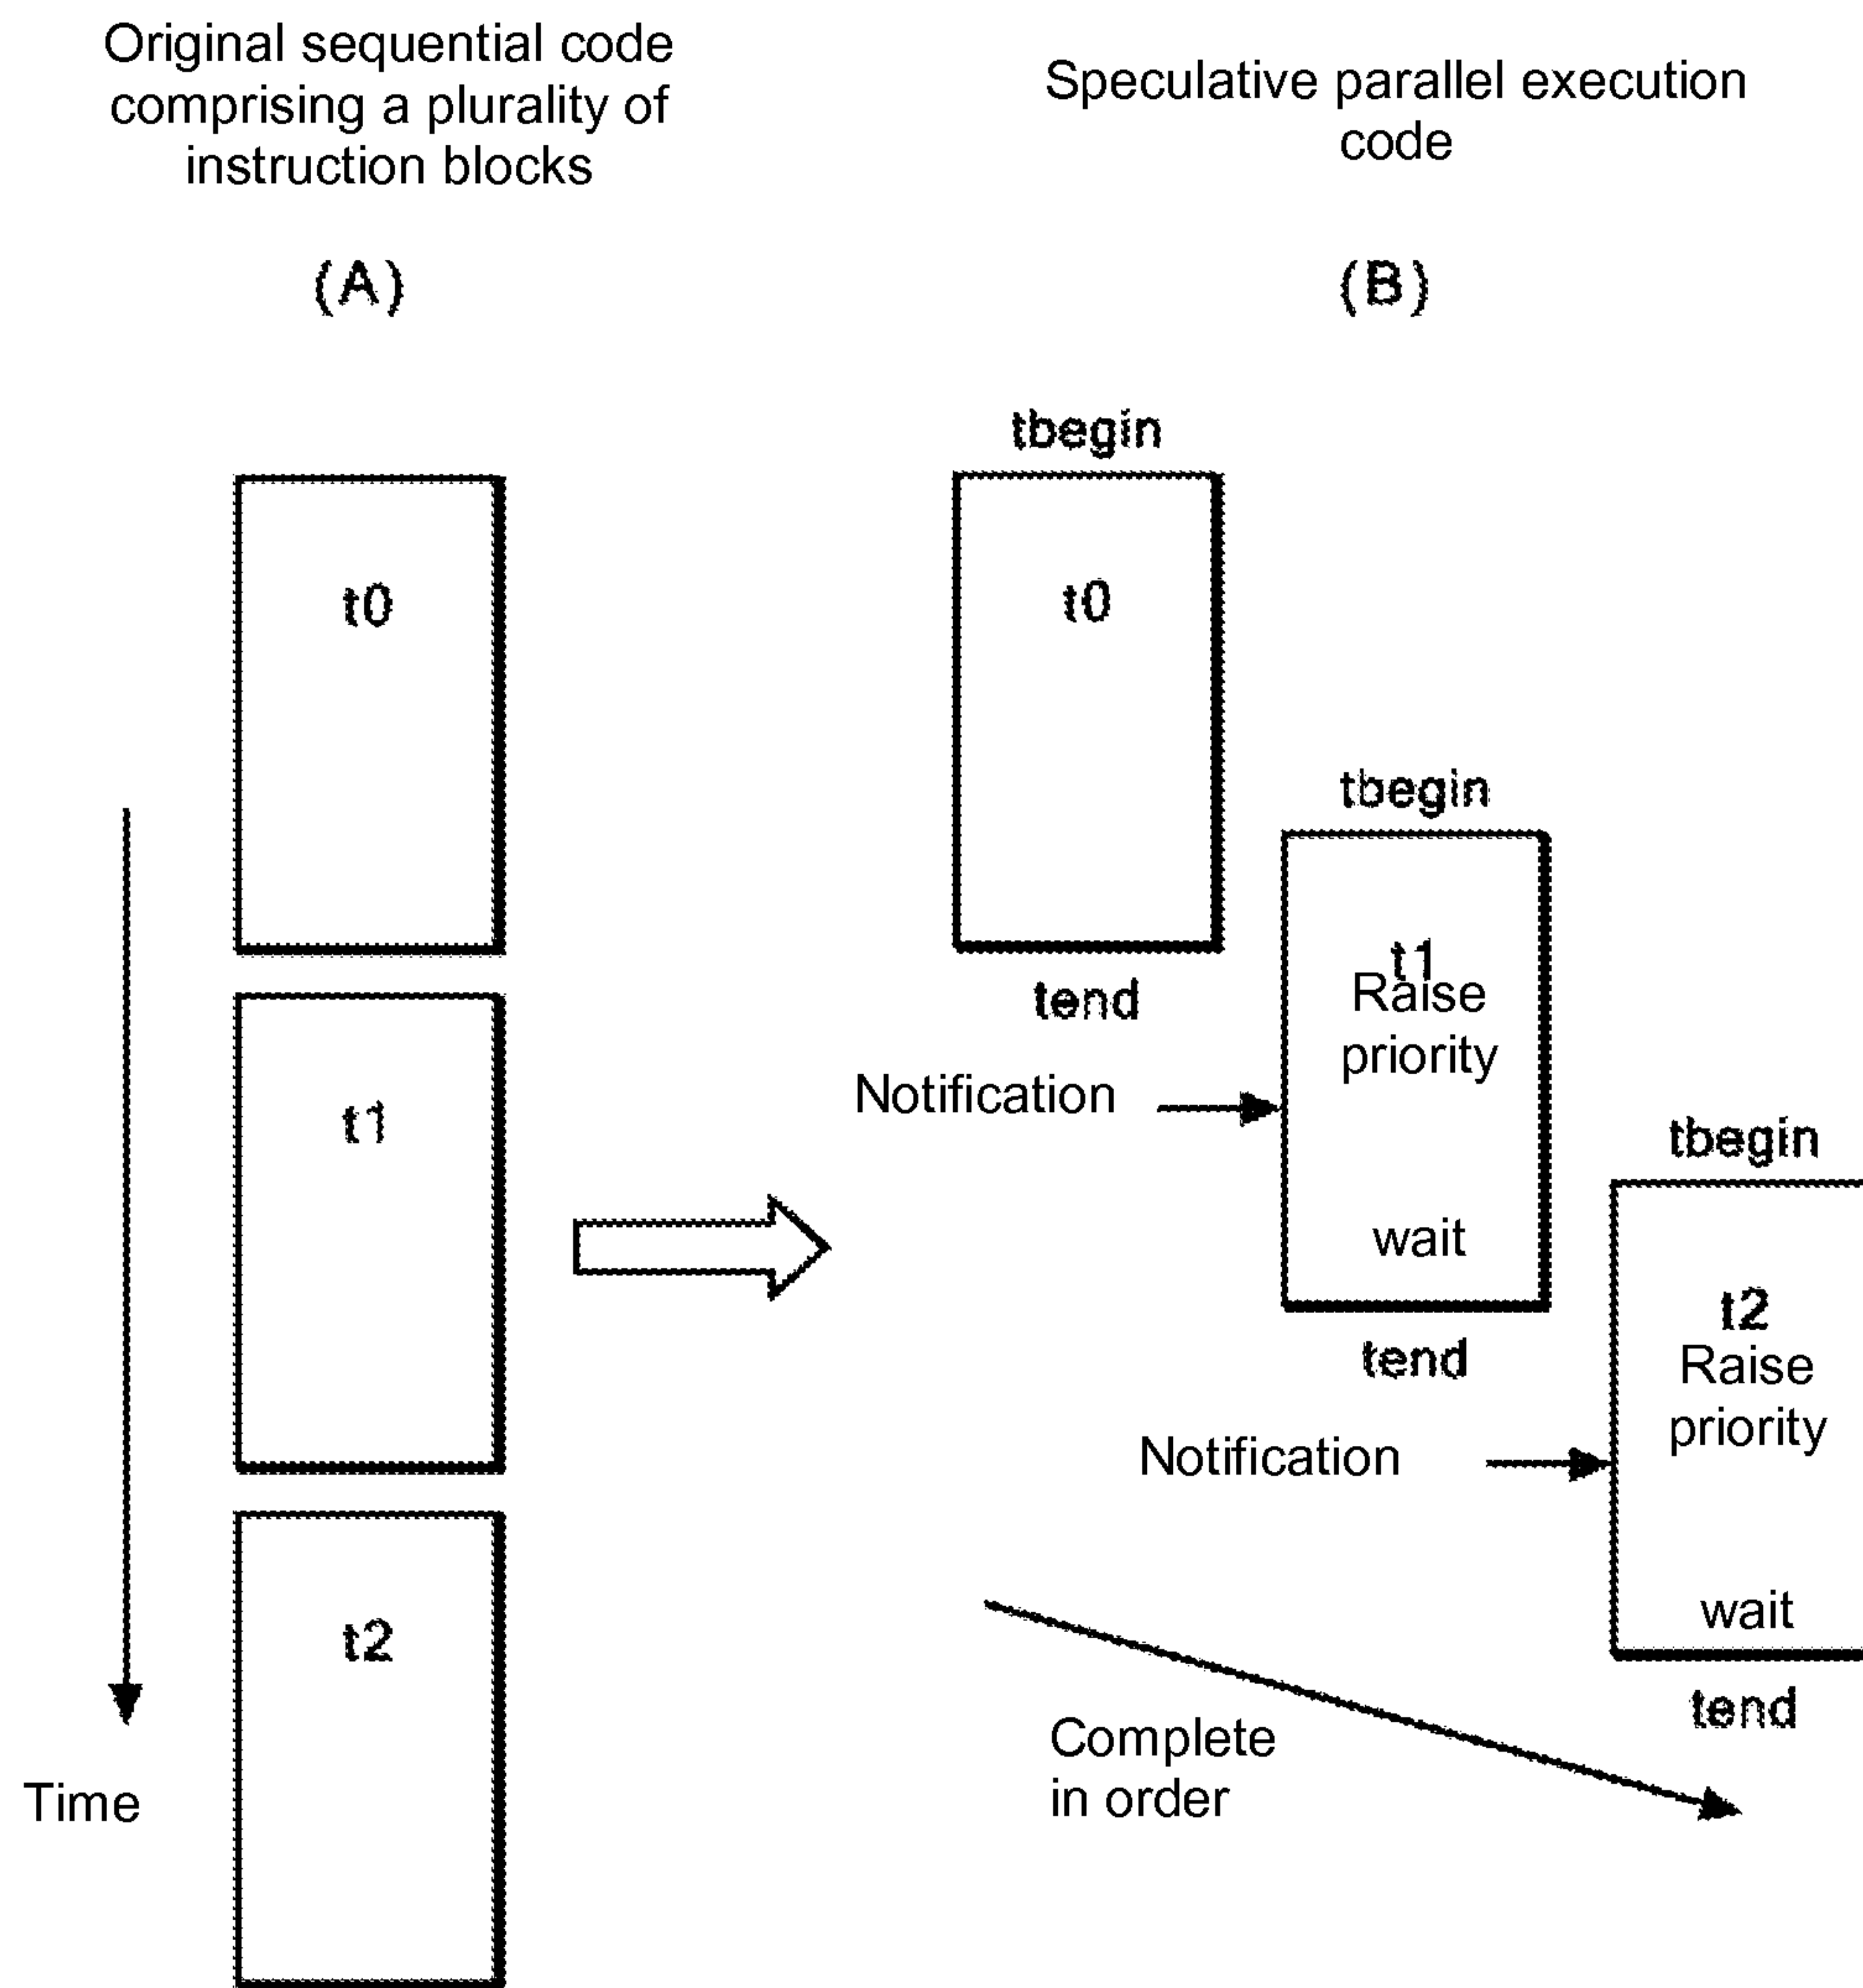 Original sequential code
comprising a plurality of
instruction blocks
(A)
t0
t1
t2
Time
Speculative parallel execution
code
(B)
tbegin
t0
tend
Notification
tbegin
t1
Raise
priority
wait
tend
Notification
tbegin
t2
Raise
priority
wait
tend
Complete
in order